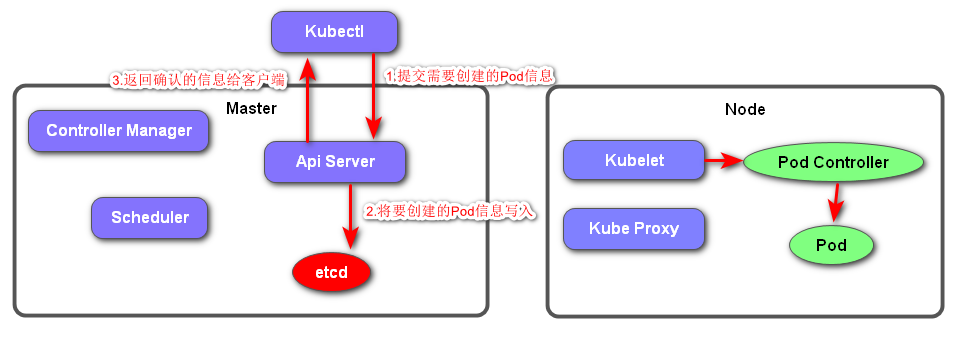 Kubectl
3.返回确认的信息给客户端
1.提交需要创建的Pod信息
Master
Node
Controller Manager
Api Server
Kubelet
Pod Controller
Scheduler
2.将要创建的Pod信息写入
Kube Proxy
Pod
etcd